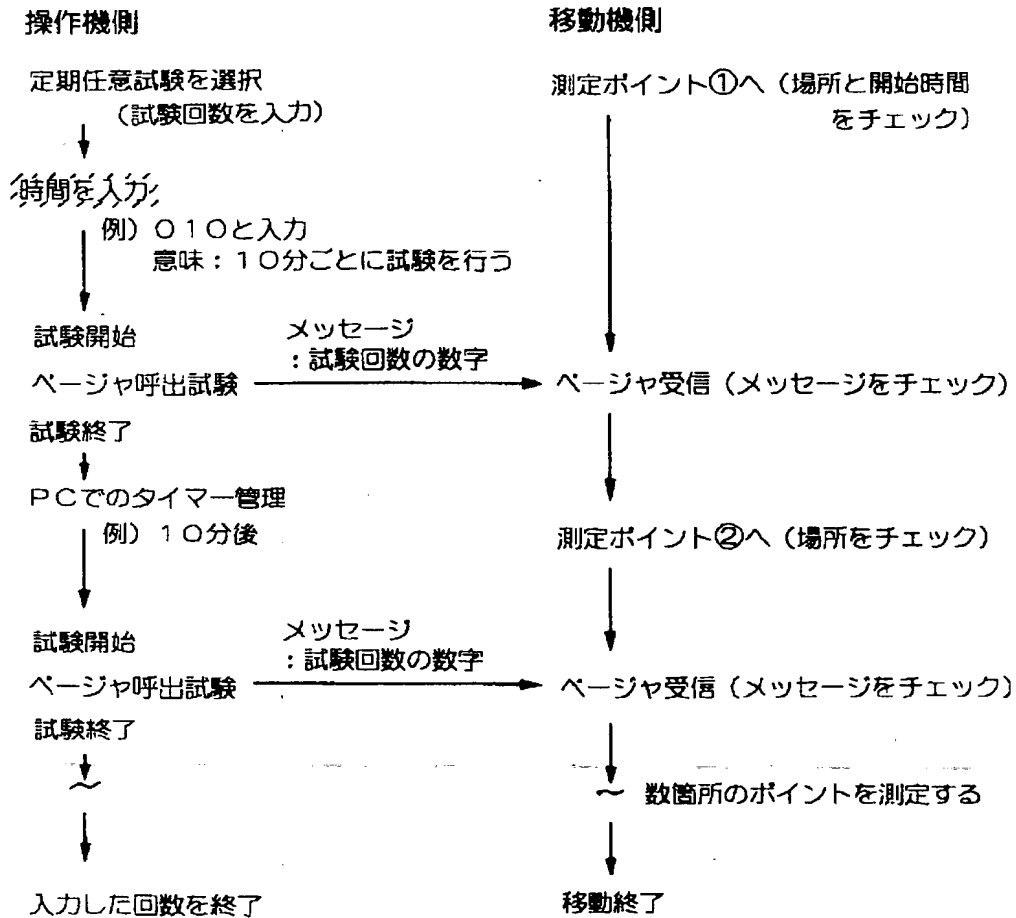 操作機側
移動機側
定期任意試験を選択
(試験回数を入力)
測定ポイント①へ(場所と開始時間
をチェック)
時間を入力
例)010と入力
意味:10分ごとに試験を行う
試験開始
メッセージ
:試験回数の数字
ページャ呼出試験
ページャ受信(メッセージをチェック)
試験終了
PCでのタイマー管理
例)10分後
測定ポイント②へ(場所をチェック)
試験開始
メッセージ
:試験回数の数字
ページャ呼出試験
ページャ受信(メッセージをチェック)
試験終了
~
~ 数箇所のポイントを測定する
入力した回数を終了
移動終了